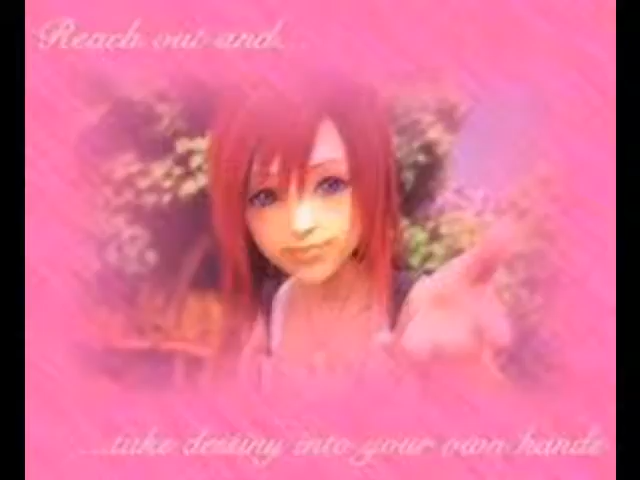 Reach out and...
...take destiny into your own hands